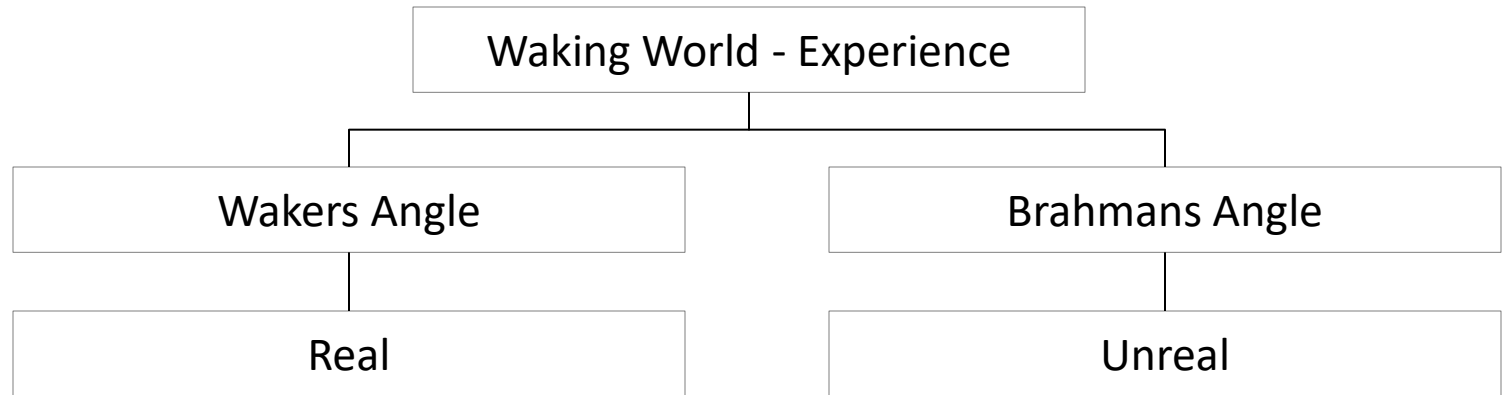 Waking World - Experience
Wakers Angle
Brahmans Angle
Real
Unreal